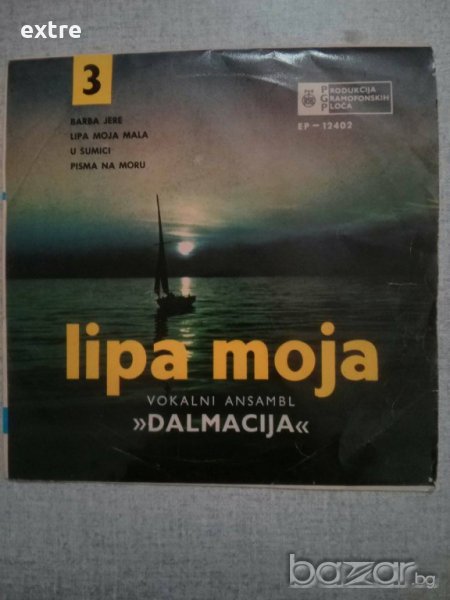 extre
3
BARBA JERE
LIPA MOJA MALA
U ŠUMICI
PISMA NA MORU
PRODUKCIJA
GRAMOFONSKIH
PLOČA
EP–12402
lipa moja
VOKALNI ANSAMBL
»DALMACIJA«
bazar.bg